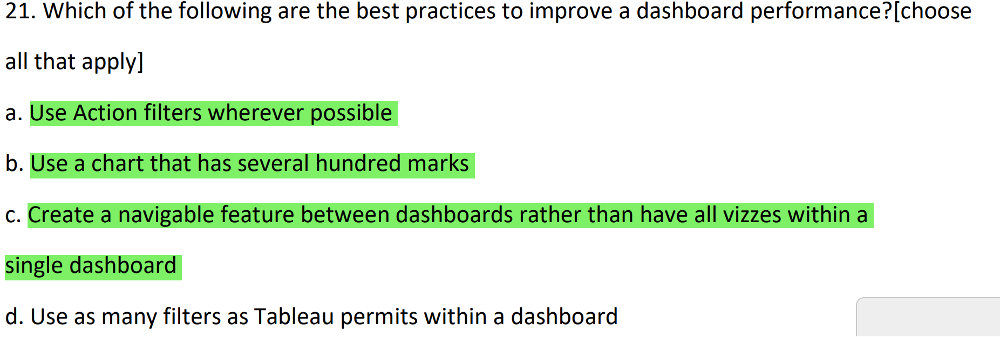 21. Which of the following are the best practices to improve a dashboard performance?[choose
all that apply]
a. Use Action filters wherever possible
b. Use a chart that has several hundred marks
c. Create a navigable feature between dashboards rather than have all vizzes within a
single dashboard
d. Use as many filters as Tableau permits within a dashboard